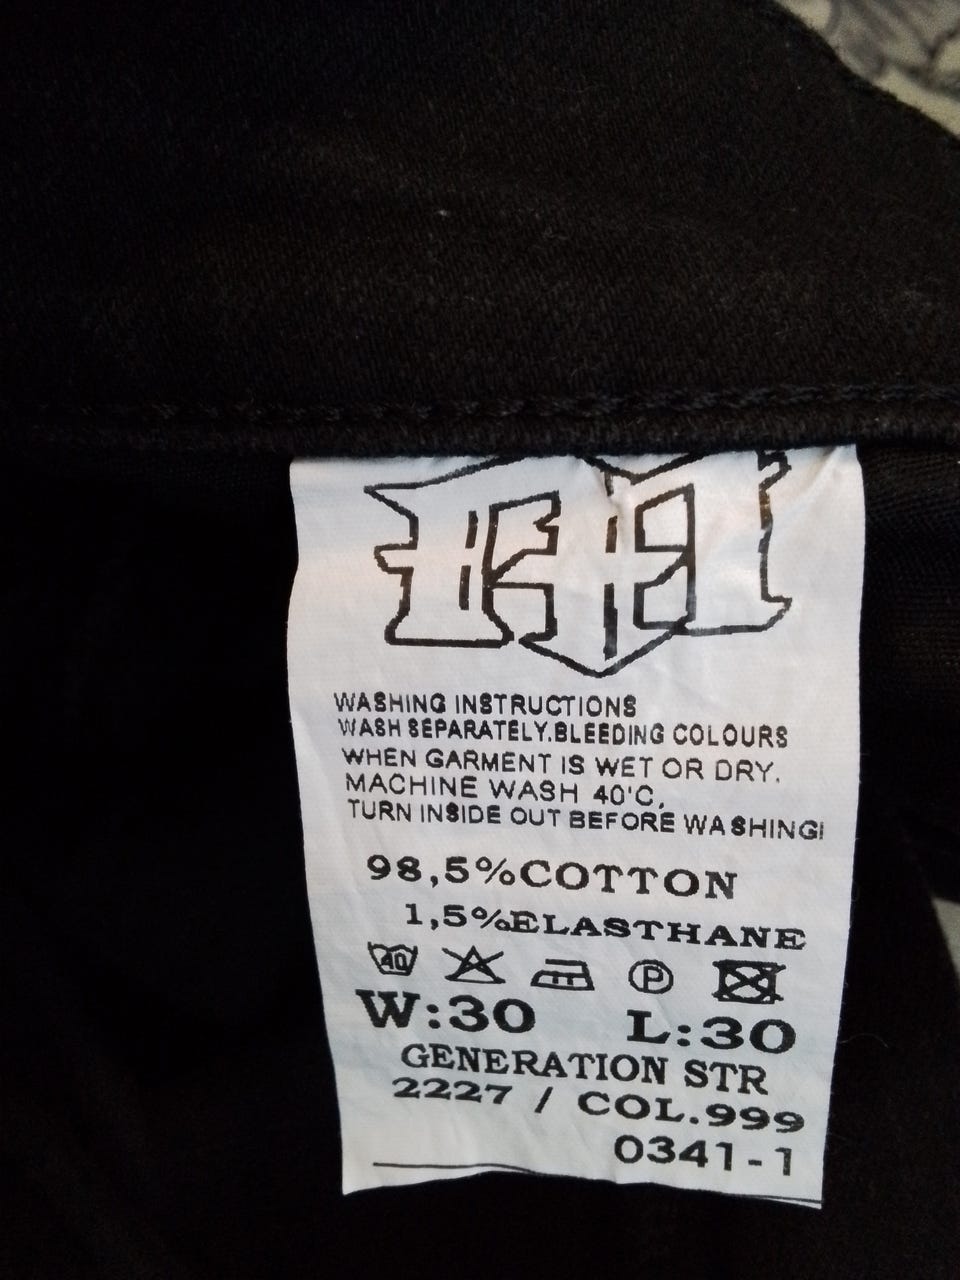 WASHING INSTRUCTIONS
WASH SEPARATELY.BLEEDING COLOURS
WHEN GARMENT IS WET OR DRY.
MACHINE WASH 40'C.
TURN INSIDE OUT BEFORE WASHING!
98,5%COTTON
1,5%ELASTHANE
40 P
W:30 L:30
GENERATION STR
2227 / COL.999
0341-1